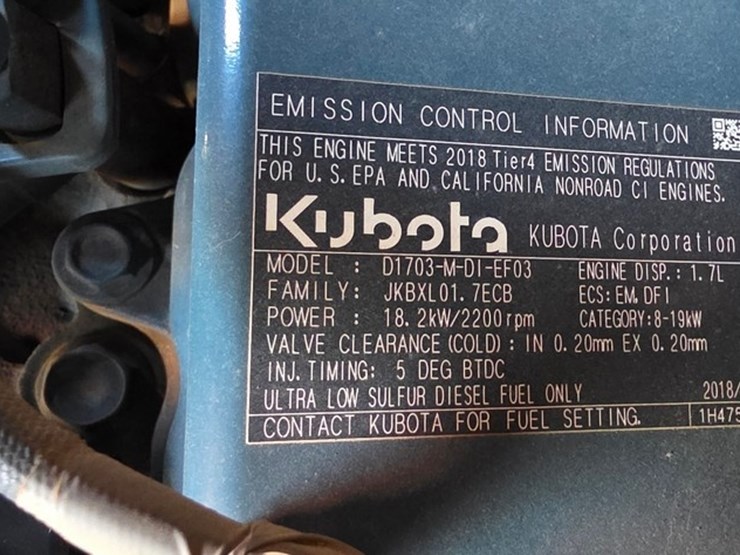 EMISSION CONTROL INFORMATION
THIS ENGINE MEETS 2018 Tier4 EMISSION REGULATIONS
FOR U.S. EPA AND CALIFORNIA NONROAD CI ENGINES.
Kubota KUBOTA Corporation
MODEL : D1703-M-DI-EF03 ENGINE DISP.: 1.7L
FAMILY: JKBXL01.7ECB ECS: EM, DFI
POWER : 18.2kW/2200rpm CATEGORY:8-19kW
VALVE CLEARANCE (COLD) : IN 0.20mm EX 0.20mm
INJ. TIMING: 5 DEG BTDC
ULTRA LOW SULFUR DIESEL FUEL ONLY 2018/
CONTACT KUBOTA FOR FUEL SETTING. 1H475